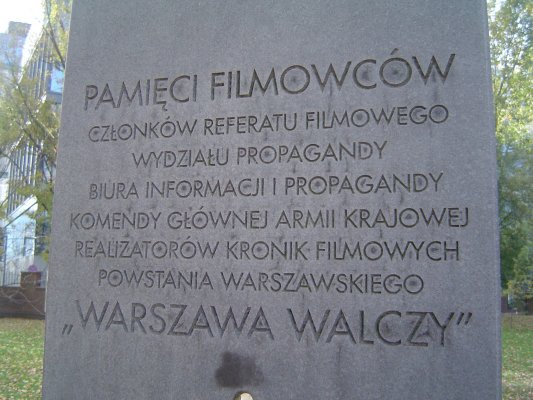 PAMIĘCI FILMOWCÓW
CZŁONKÓW REFERATU FILMOWEGO
WYDZIAŁU PROPAGANDY
BIURA INFORMACJI I PROPAGANDY
KOMENDY GŁÓWNEJ ARMII KRAJOWEJ
REALIZATORÓW KRONIK FILMOWYCH
POWSTANIA WARSZAWSKIEGO
„WARSZAWA WALCZY”